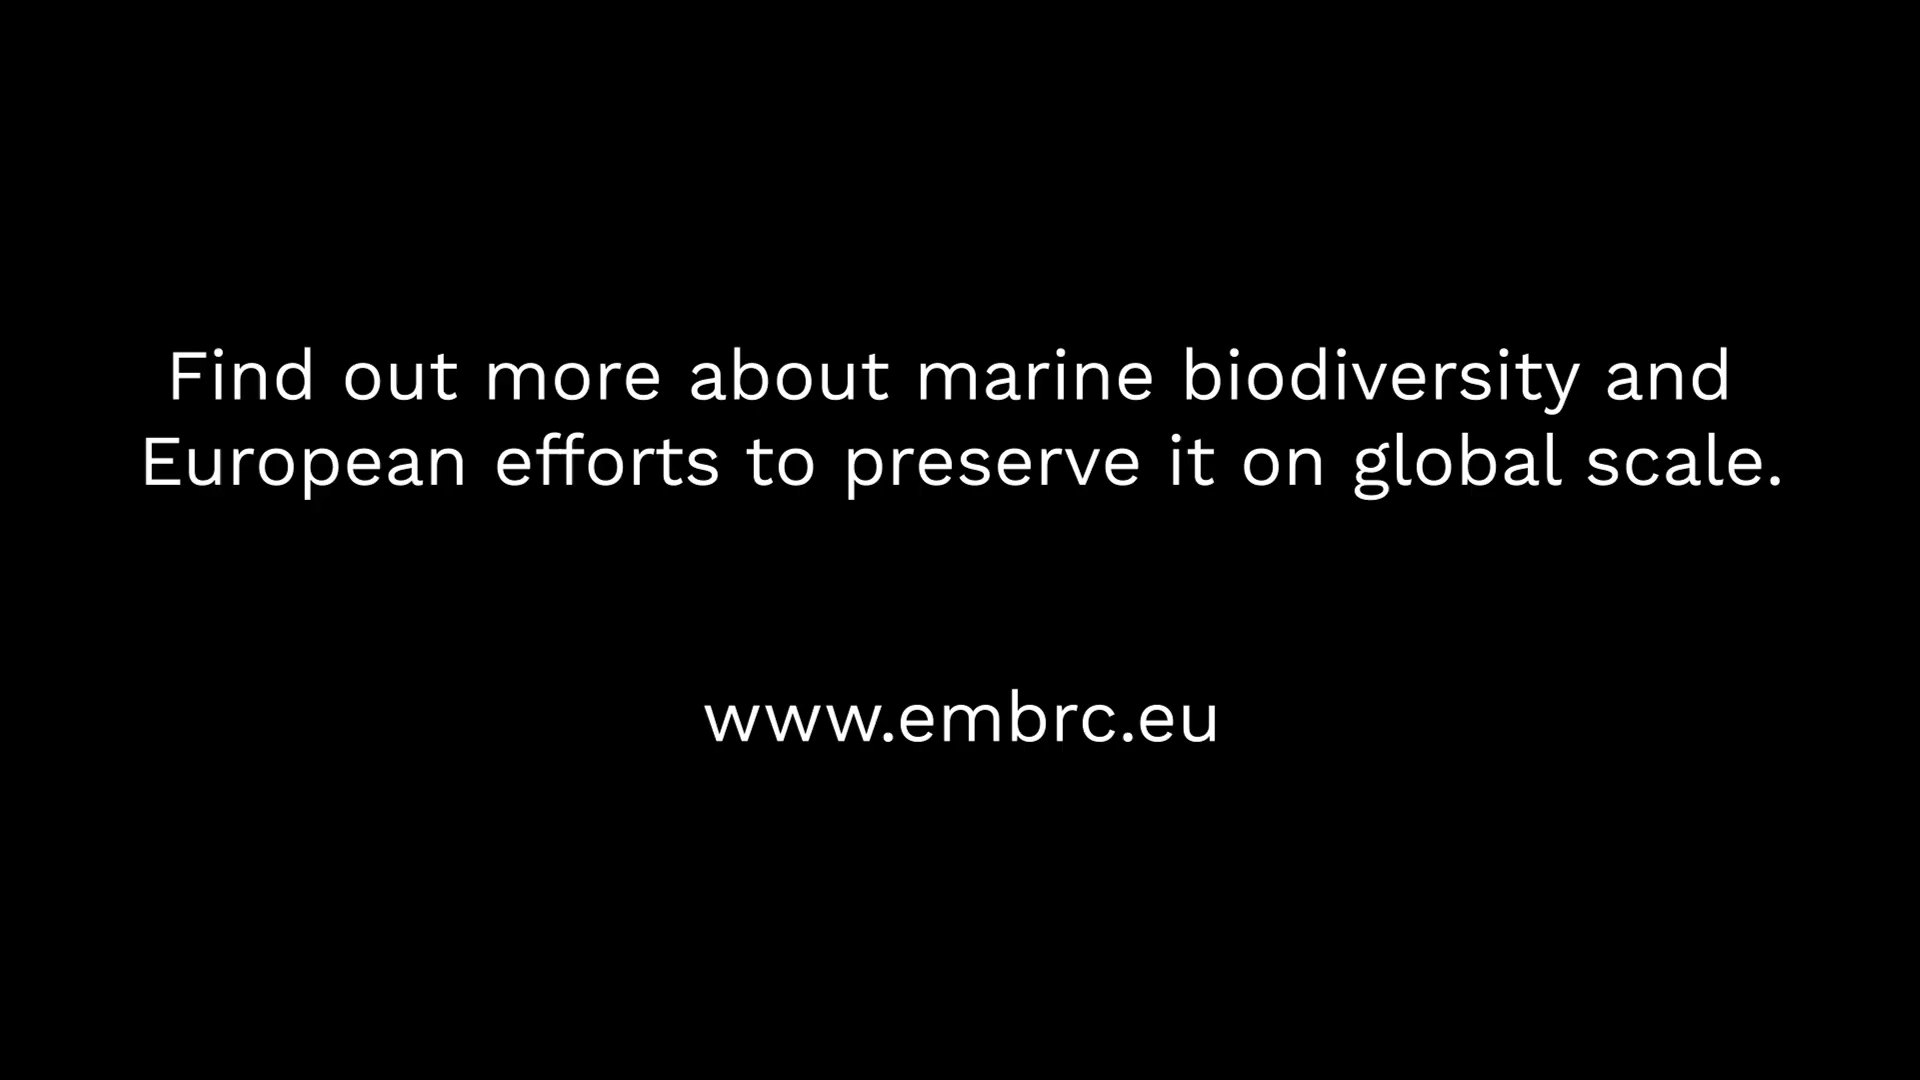 Find out more about marine biodiversity and
European efforts to preserve it on global scale.
www.embrc.eu